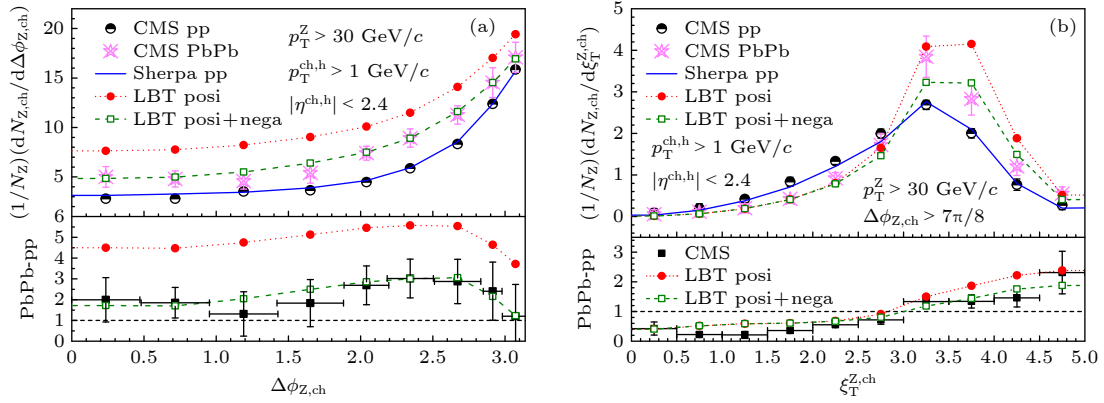 (a)
CMS pp
CMS PbPb
Sherpa pp
LBT posi
LBT posi+nega
p_T^Z > 30 GeV/c
p_T^{ch,h} > 1 GeV/c
|η^{ch,h}| < 2.4
(1/N_Z)(dN_{Z,ch}/dΔϕ_{Z,ch})
25
20
15
10
5
PbPb-pp
6
5
4
3
2
1
0
0
0.5
1.0
1.5
2.0
2.5
3.0
Δϕ_{Z,ch}
(b)
CMS pp
CMS PbPb
Sherpa pp
LBT posi
LBT posi+nega
p_T^{ch,h} > 1 GeV/c
|η^{ch,h}| < 2.4
p_T^Z > 30 GeV/c
Δϕ_{Z,ch} > 7π/8
(1/N_Z)(dN_{Z,ch}/dξ_T^{Z,ch})
5
4
3
2
1
0
CMS
LBT posi
LBT posi+nega
PbPb-pp
3
2
1
0
0
0.5
1.0
1.5
2.0
2.5
3.0
3.5
4.0
4.5
5.0
ξ_T^{Z,ch}